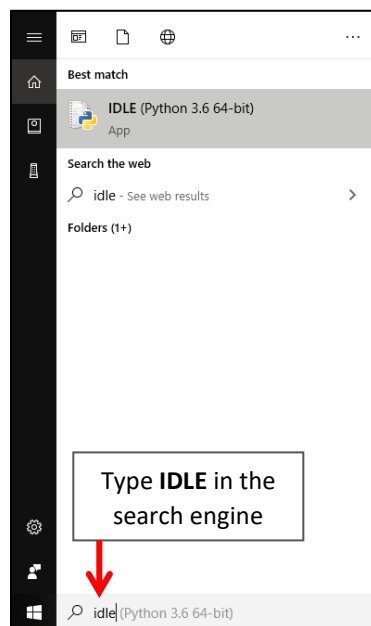 ...
Best match
IDLE (Python 3.6 64-bit)
App
Search the web
idle - See web results
Folders (1+)
Type IDLE in the
search engine
idle (Python 3.6 64-bit)